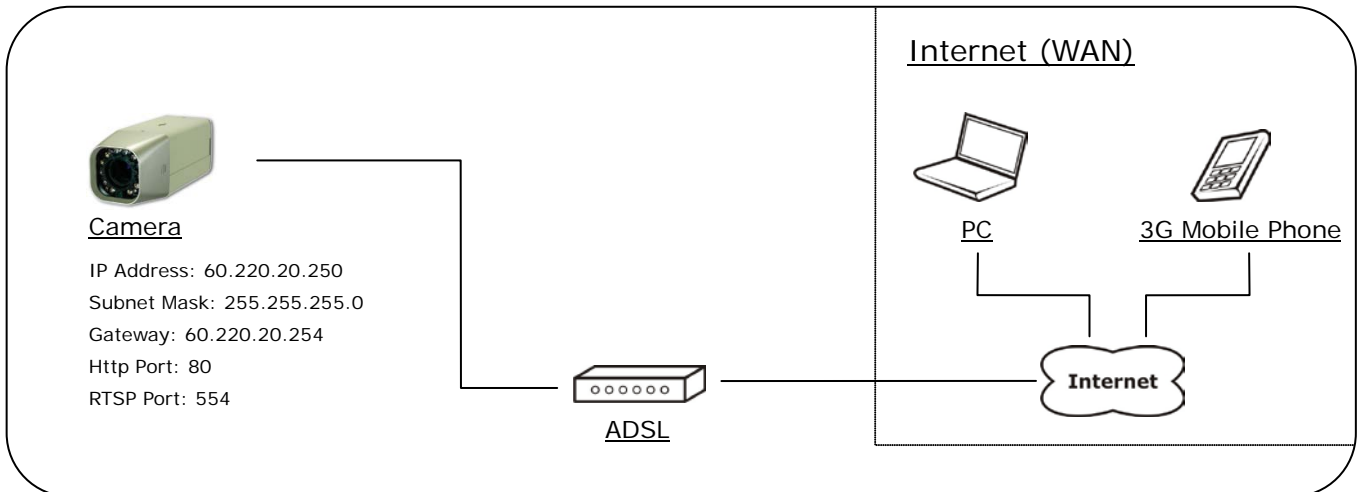 Internet (WAN)
Camera
IP Address: 60.220.20.250
Subnet Mask: 255.255.255.0
Gateway: 60.220.20.254
Http Port: 80
RTSP Port: 554
PC
3G Mobile Phone
ADSL
Internet